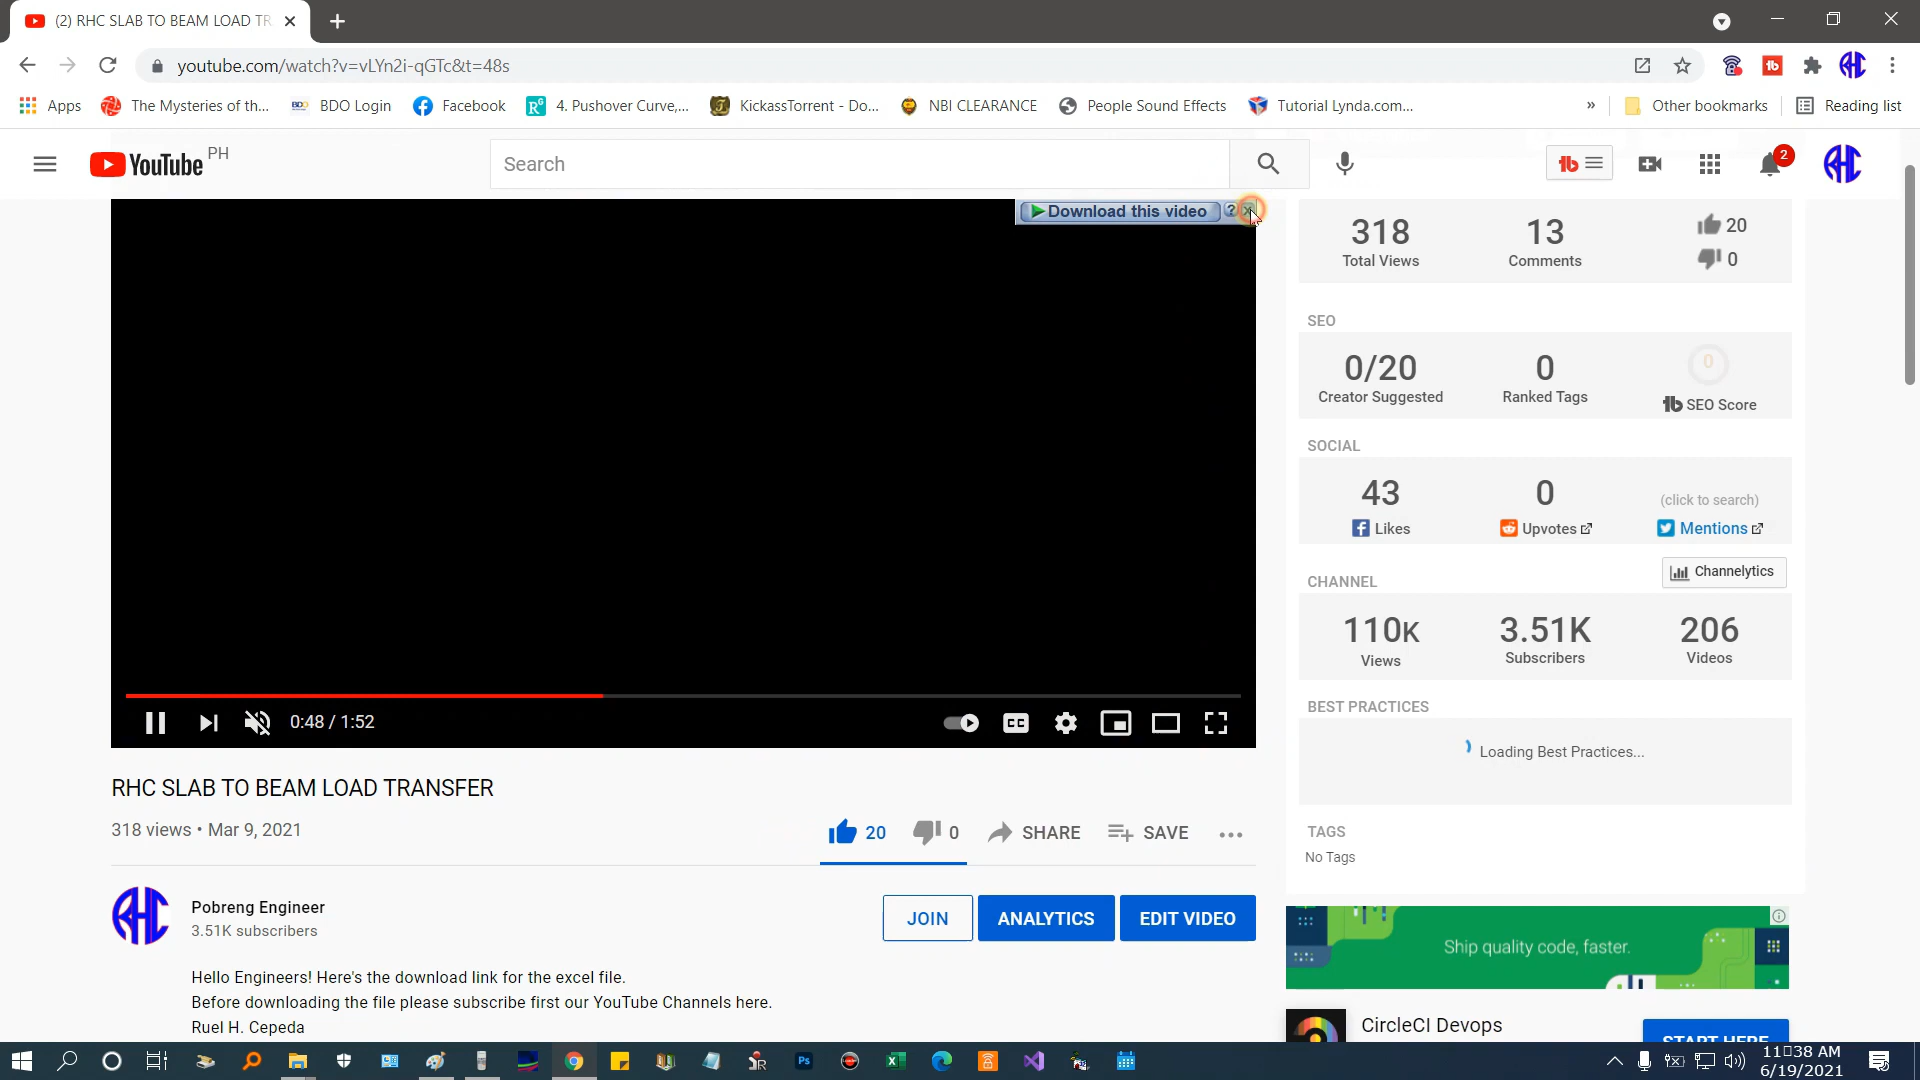 (2) RHC SLAB TO BEAM LOAD TR
youtube.com/watch?v=vLYn2i-qGTc&t=48s
Apps
The Mysteries of th...
BDO Login
Facebook
4. Pushover Curve,...
KickassTorrent - Do...
NBI CLEARANCE
People Sound Effects
Tutorial Lynda.com...
»
Other bookmarks
Reading list
YouTube PH
Search
2
Download this video
318
Total Views
13
Comments
20
0
SEO
0/20
Creator Suggested
0
Ranked Tags
0
SEO Score
SOCIAL
43
Likes
0
Upvotes
(click to search)
Mentions
CHANNEL
Channelytics
110K
Views
3.51K
Subscribers
206
Videos
BEST PRACTICES
Loading Best Practices...
TAGS
No Tags
0:48 / 1:52
CC
RHC SLAB TO BEAM LOAD TRANSFER
318 views • Mar 9, 2021
20
0
SHARE
SAVE
RHC
Pobreng Engineer
3.51K subscribers
JOIN
ANALYTICS
EDIT VIDEO
Hello Engineers! Here's the download link for the excel file.
Before downloading the file please subscribe first our YouTube Channels here.
Ruel H. Cepeda
Ship quality code, faster.
CircleCI Devops
START HERE
11:38 AM
6/19/2021